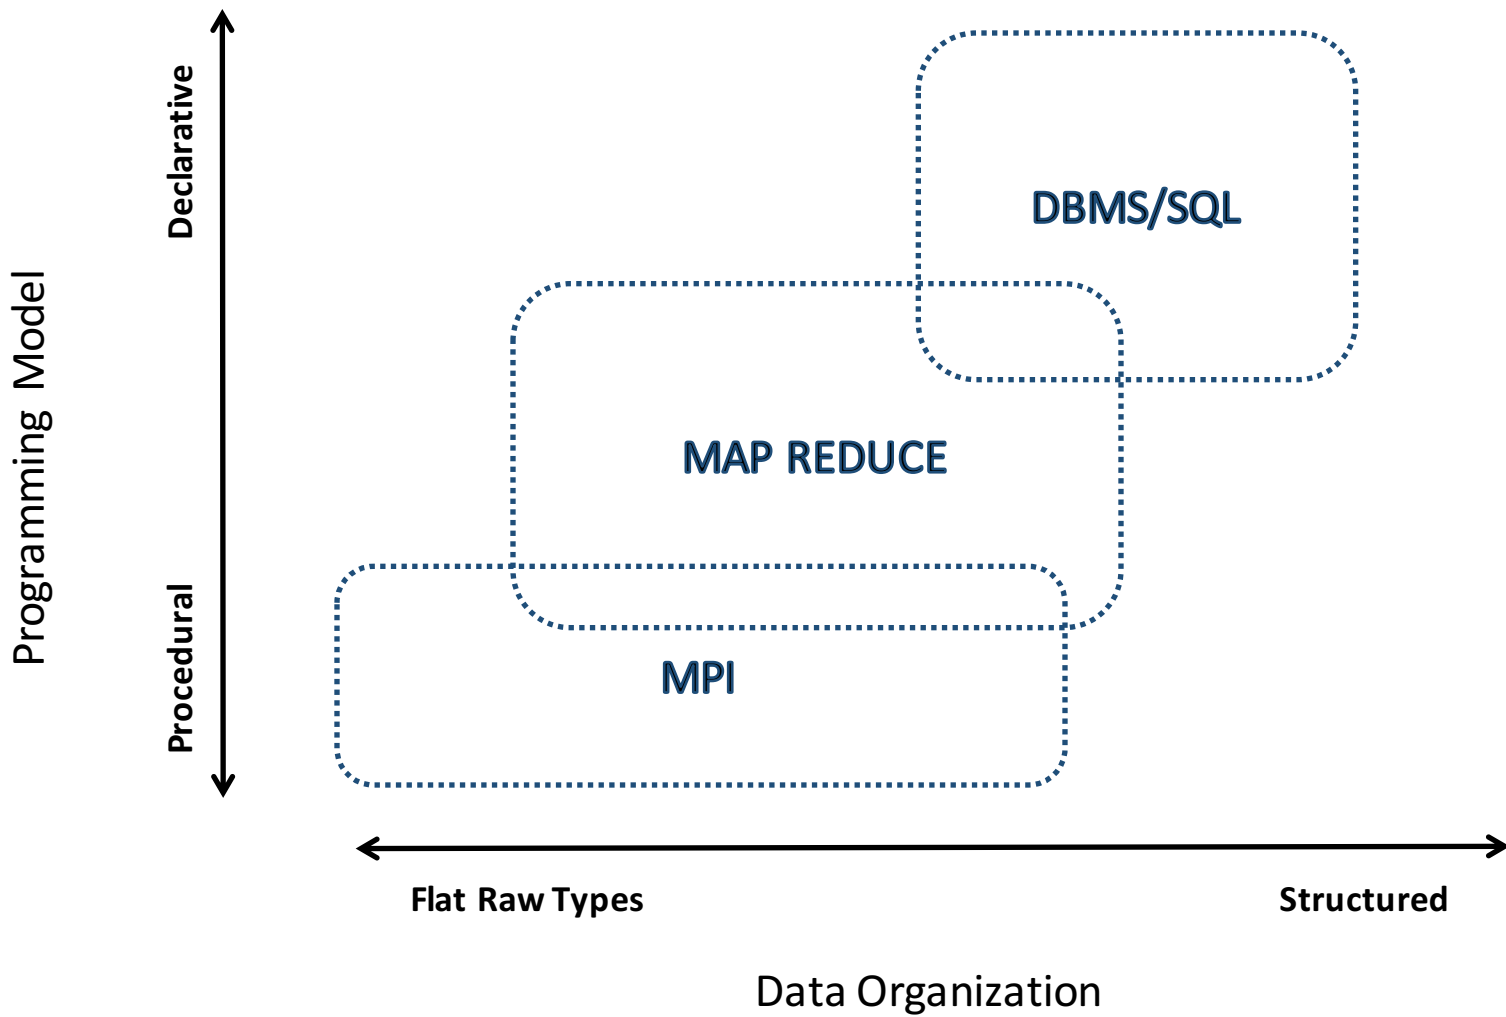 Programming Model
Declarative
Procedural
DBMS/SQL
MAP REDUCE
MPI
Flat Raw Types
Structured
Data Organization